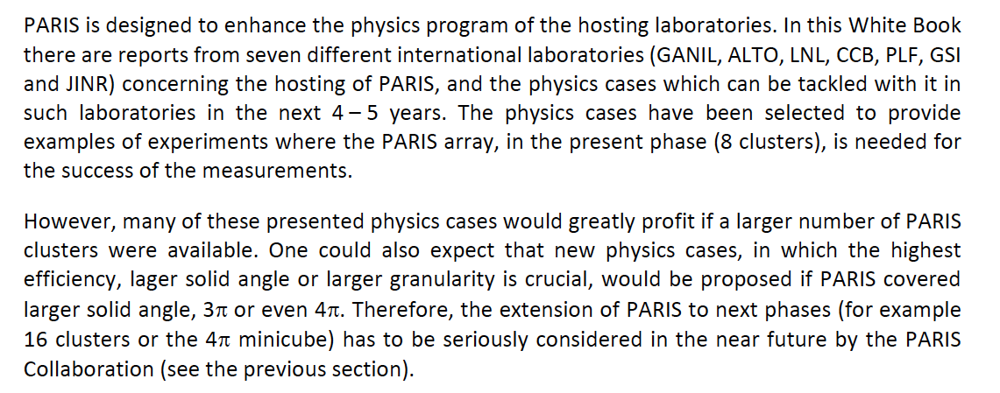 PARIS is designed to enhance the physics program of the hosting laboratories. In this White Book
there are reports from seven different international laboratories (GANIL, ALTO, LNL, CCB, PLF, GSI
and JINR) concerning the hosting of PARIS, and the physics cases which can be tackled with it in
such laboratories in the next 4 – 5 years. The physics cases have been selected to provide
examples of experiments where the PARIS array, in the present phase (8 clusters), is needed for
the success of the measurements.
However, many of these presented physics cases would greatly profit if a larger number of PARIS
clusters were available. One could also expect that new physics cases, in which the highest
efficiency, lager solid angle or larger granularity is crucial, would be proposed if PARIS covered
larger solid angle, 3π or even 4π. Therefore, the extension of PARIS to next phases (for example
16 clusters or the 4π minicube) has to be seriously considered in the near future by the PARIS
Collaboration (see the previous section).